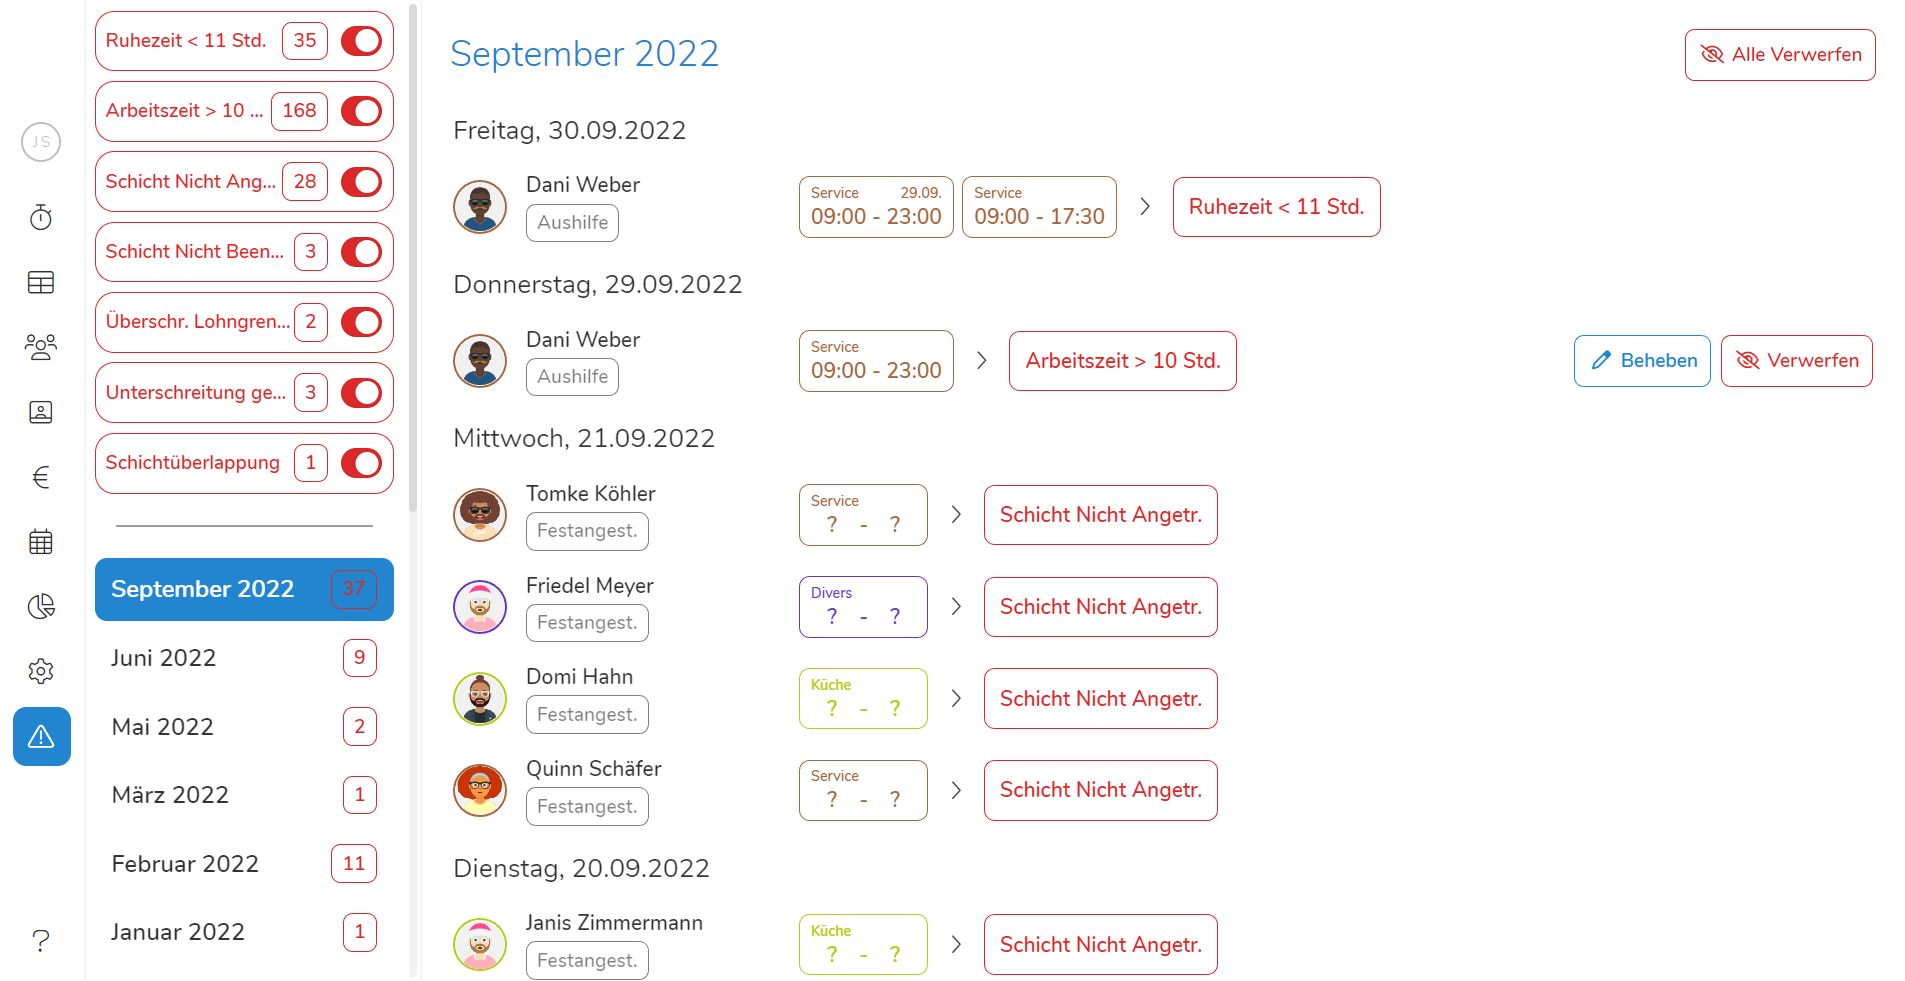 JS
?
Ruhezeit < 11 Std. 35
Arbeitszeit > 10 ... 168
Schicht Nicht Ang... 28
Schicht Nicht Been... 3
Überschr. Lohngren... 2
Unterschreitung ge... 3
Schichtüberlappung 1
September 2022 37
Juni 2022 9
Mai 2022 2
März 2022 1
Februar 2022 11
Januar 2022 1
September 2022
Alle Verwerfen
Freitag, 30.09.2022
Dani Weber
Aushilfe
Service 29.09.
09:00 - 23:00
Service
09:00 - 17:30
Ruhezeit < 11 Std.
Donnerstag, 29.09.2022
Dani Weber
Aushilfe
Service
09:00 - 23:00
Arbeitszeit > 10 Std.
Beheben
Verwerfen
Mittwoch, 21.09.2022
Tomke Köhler
Festangest.
Service
? - ?
Schicht Nicht Angetr.
Friedel Meyer
Festangest.
Divers
? - ?
Schicht Nicht Angetr.
Domi Hahn
Festangest.
Küche
? - ?
Schicht Nicht Angetr.
Quinn Schäfer
Festangest.
Service
? - ?
Schicht Nicht Angetr.
Dienstag, 20.09.2022
Janis Zimmermann
Festangest.
Küche
? - ?
Schicht Nicht Angetr.